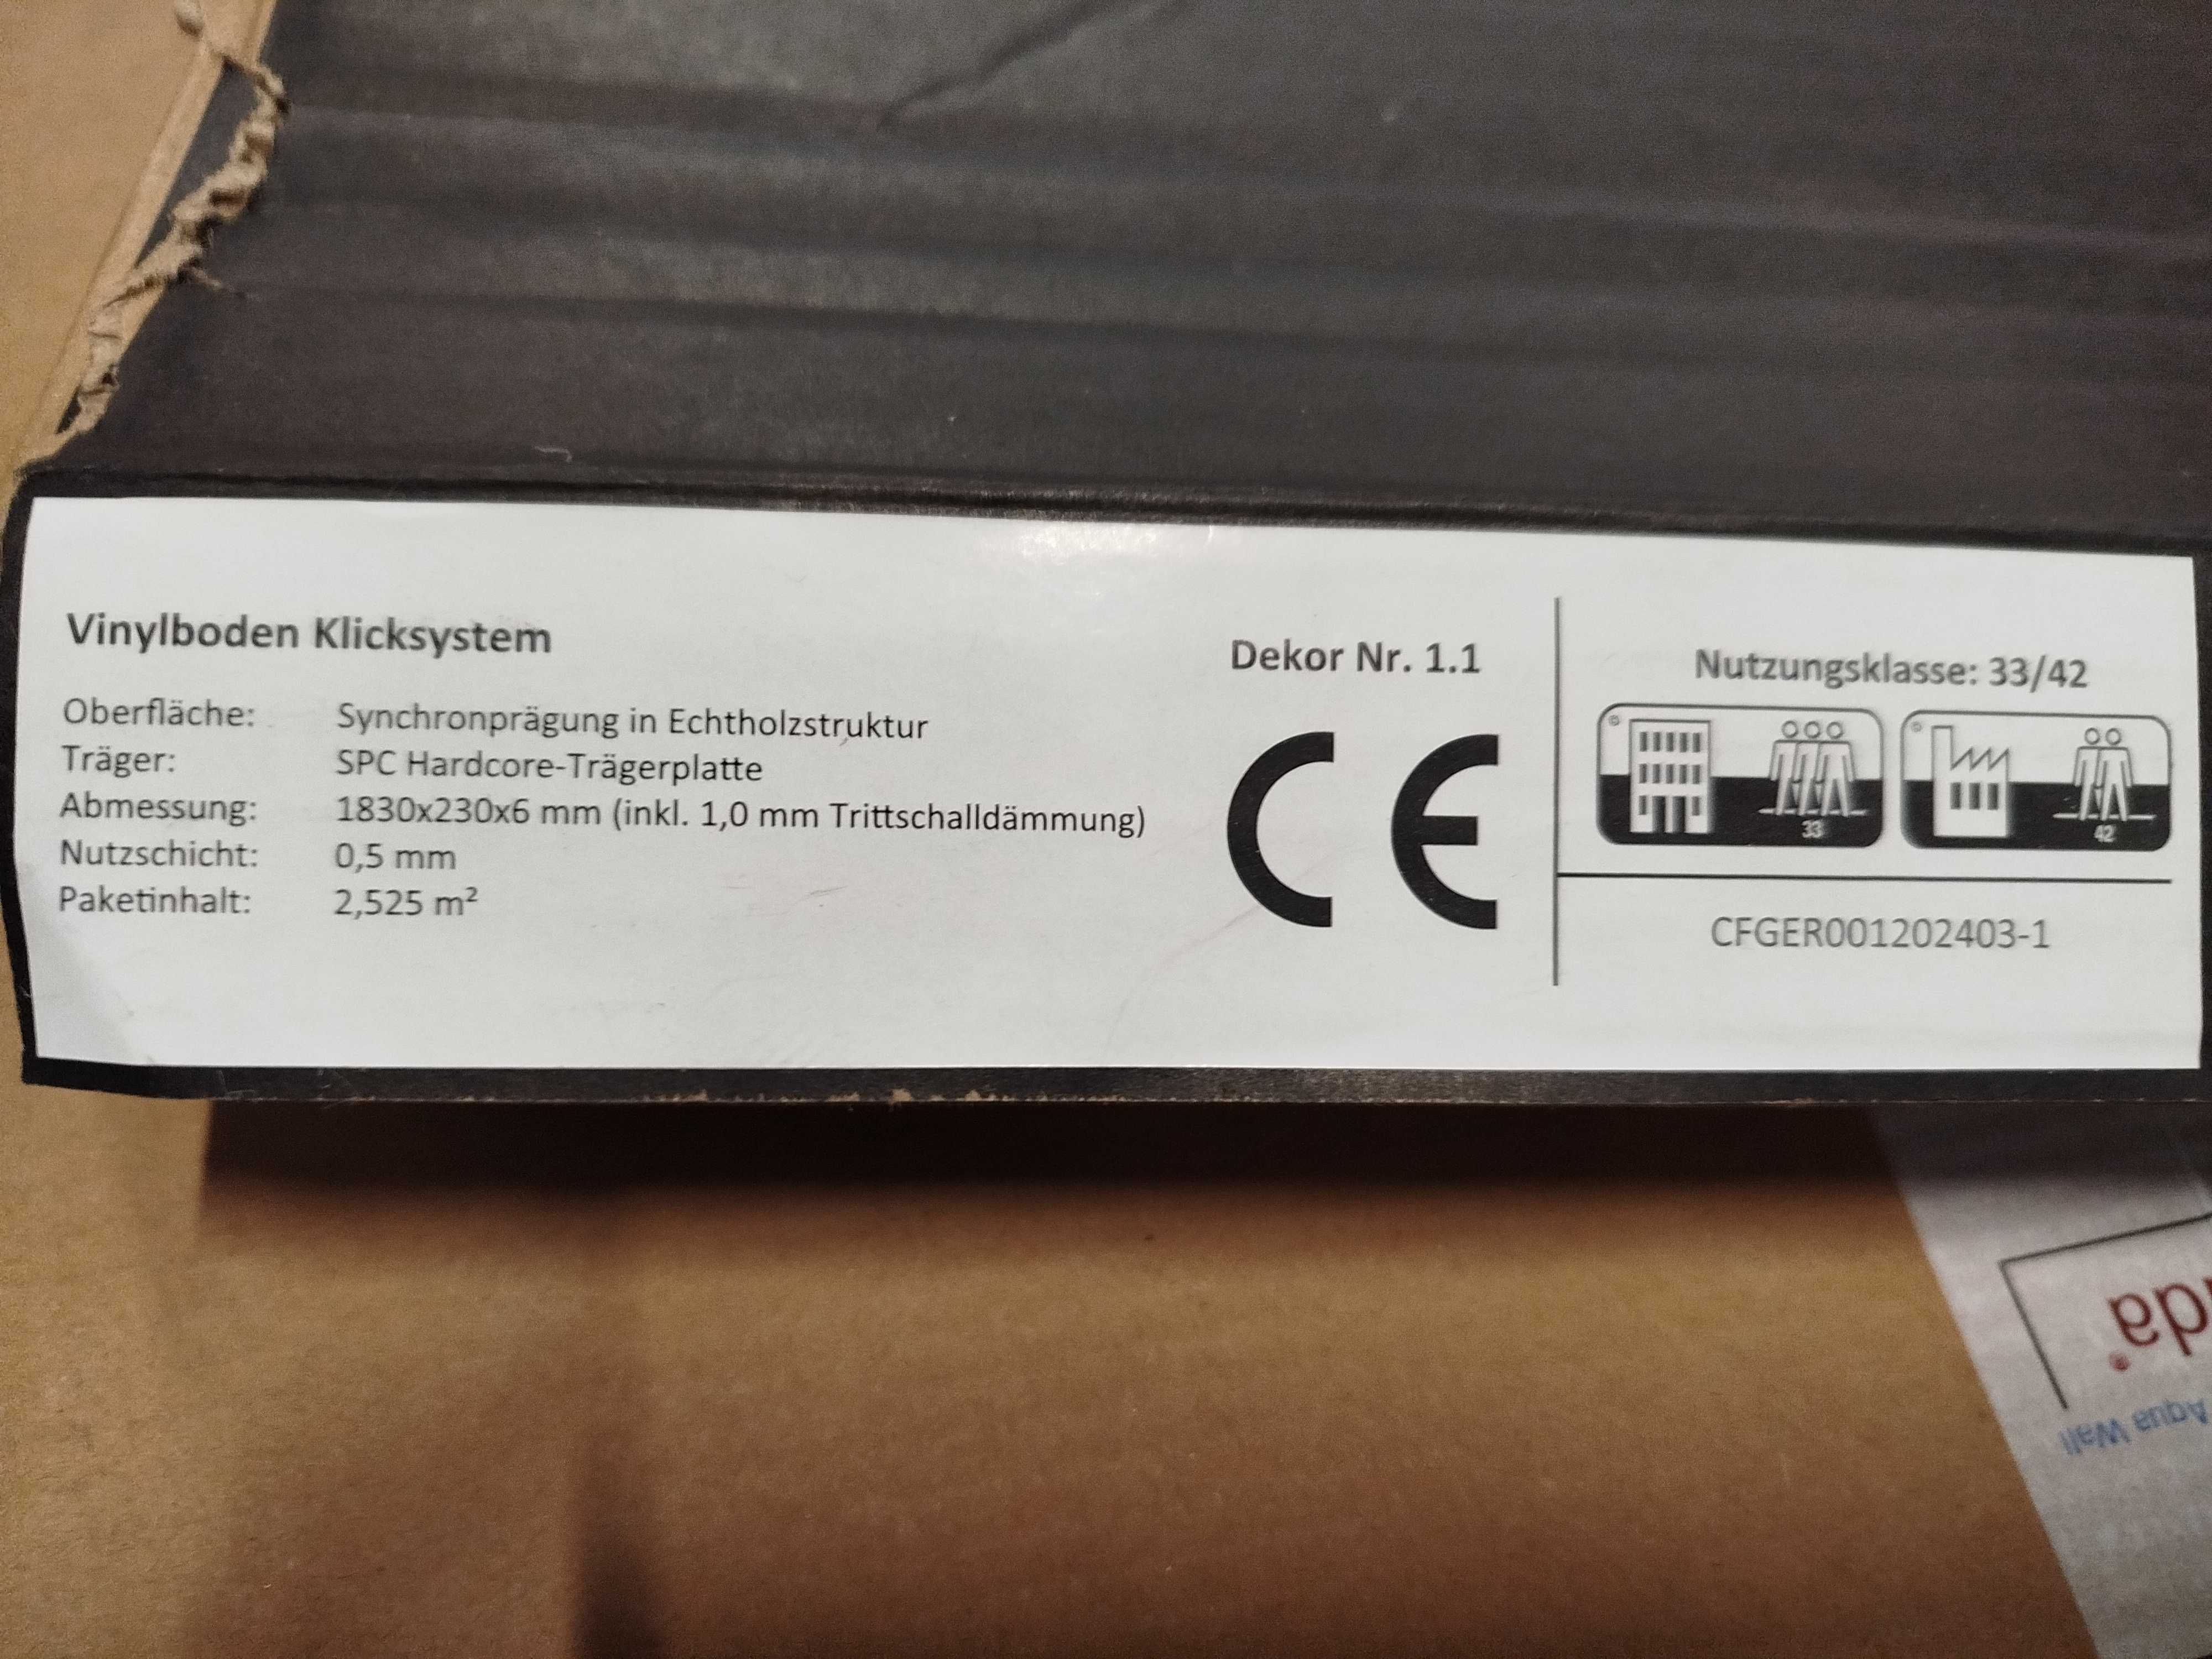 Vinylboden Klicksystem
Oberfläche: Synchronprägung in Echtholzstruktur
Träger: SPC Hardcore-Trägerplatte
Abmessung: 1830x230x6 mm (inkl. 1,0 mm Trittschalldämmung)
Nutzschicht: 0,5 mm
Paketinhalt: 2,525 m²
Dekor Nr. 1.1
CE
Nutzungsklasse: 33/42
33
42
CFGER001202403-1
Aqua Wall